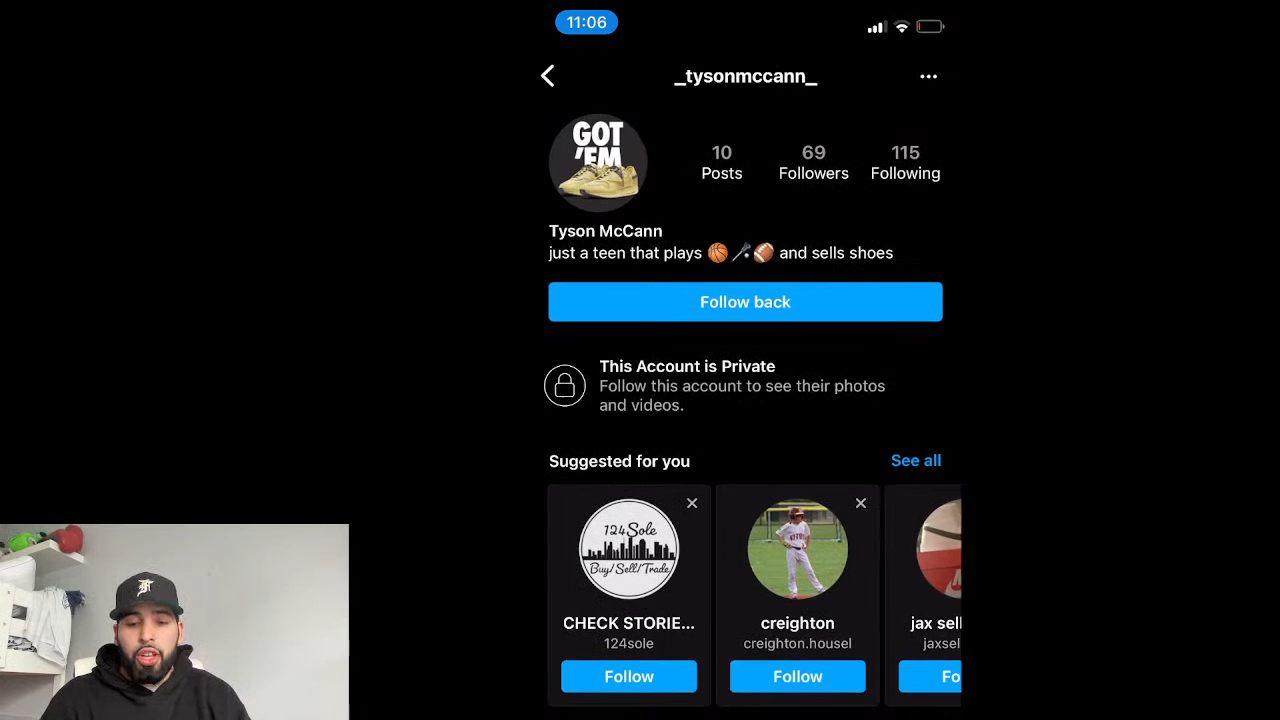 11:06
_tysonmccann_
GOT
'EM
10
Posts
69
Followers
115
Following
Tyson McCann
just a teen that plays 🏀🥍🏈 and sells shoes
Follow back
This Account is Private
Follow this account to see their photos
and videos.
Suggested for you
See all
124Sole
Buy/Sell/Trade
CHECK STORIE...
124sole
Follow
creighton
creighton.housel
Follow
jax sell
jaxsel
Fo